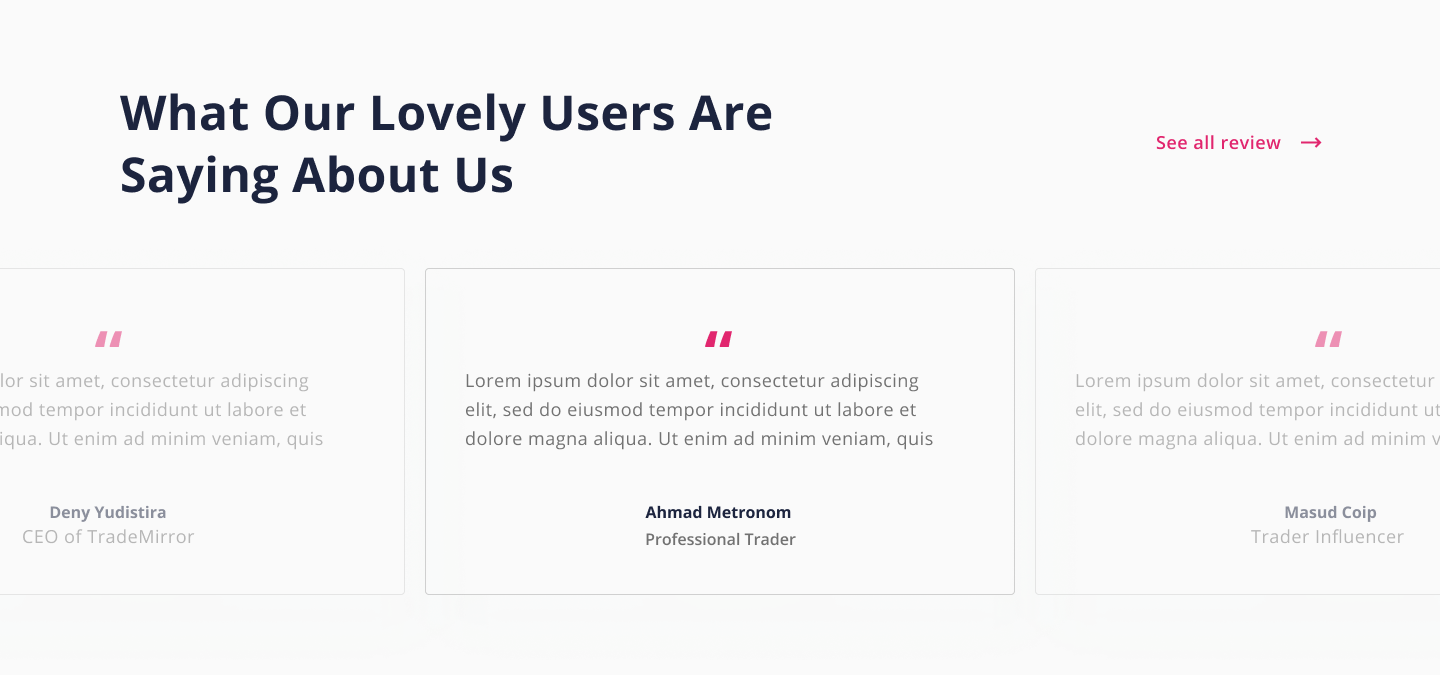 What Our Lovely Users Are
Saying About Us
See all review
“
lor sit amet, consectetur adipiscing
mod tempor incididunt ut labore et
iqua. Ut enim ad minim veniam, quis
Deny Yudistira
CEO of TradeMirror
“
Lorem ipsum dolor sit amet, consectetur adipiscing
elit, sed do eiusmod tempor incididunt ut labore et
dolore magna aliqua. Ut enim ad minim veniam, quis
Ahmad Metronom
Professional Trader
“
Lorem ipsum dolor sit amet, consectetur
elit, sed do eiusmod tempor incididunt ut
dolore magna aliqua. Ut enim ad minim v
Masud Coip
Trader Influencer